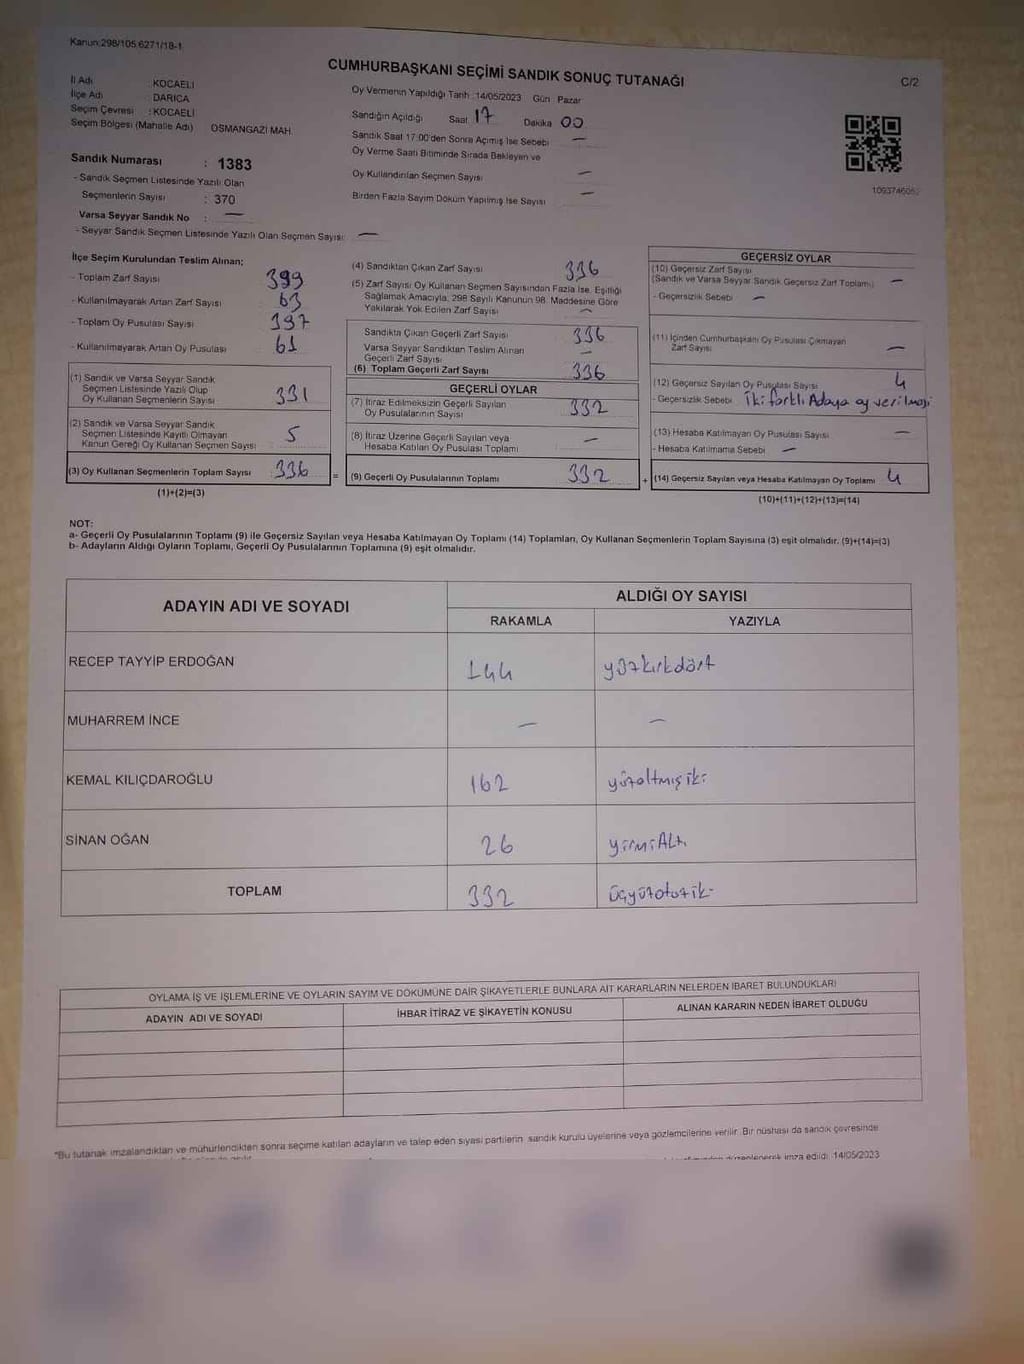 Kanun:298/105.6271/18-1
CUMHURBAŞKANI SEÇİMİ SANDIK SONUÇ TUTANAĞI
C/2
İl Adı : KOCAELİ
İlçe Adı : DARICA
Seçim Çevresi : KOCAELİ
Seçim Bölgesi (Mahalle Adı) OSMANGAZİ MAH.
Sandık Numarası : 1383
- Sandık Seçmen Listesinde Yazılı Olan
Seçmenlerin Sayısı : 370
Varsa Seyyar Sandık No : —
- Seyyar Sandık Seçmen Listesinde Yazılı Olan Seçmen Sayısı: —
Oy Vermenin Yapıldığı Tarih :14/05/2023 Gün Pazar
Sandığın Açıldığı Saat 17 Dakika 00
Sandık Saat 17:00'den Sonra Açılmış İse Sebebi —
Oy Verme Saati Bitiminde Sırada Bekleyen ve
Oy Kullandırılan Seçmen Sayısı —
Birden Fazla Sayım Döküm Yapılmış İse Sayısı —
1093746052
İlçe Seçim Kurulundan Teslim Alınan;
- Toplam Zarf Sayısı 399
- Kullanılmayarak Artan Zarf Sayısı 63
- Toplam Oy Pusulası Sayısı 397
- Kullanılmayarak Artan Oy Pusulası 61
(1) Sandık ve Varsa Seyyar Sandık
Seçmen Listesinde Yazılı Olup
Oy Kullanan Seçmenlerin Sayısı 331
(2) Sandık ve Varsa Seyyar Sandık
Seçmen Listesinde Kayıtlı Olmayan
Kanun Gereği Oy Kullanan Seçmen Sayısı 5
(3) Oy Kullanan Seçmenlerin Toplam Sayısı 336 =
(1)+(2)=(3)
(4) Sandıktan Çıkan Zarf Sayısı 336
(5) Zarf Sayısı Oy Kullanan Seçmen Sayısından Fazla İse, Eşitliği
Sağlamak Amacıyla, 298 Sayılı Kanunun 98. Maddesine Göre
Yakılarak Yok Edilen Zarf Sayısı —
Sandıkta Çıkan Geçerli Zarf Sayısı 336
Varsa Seyyar Sandıktan Teslim Alınan
Geçerli Zarf Sayısı —
(6) Toplam Geçerli Zarf Sayısı 336
GEÇERLİ OYLAR
(7) İtiraz Edilmeksizin Geçerli Sayılan
Oy Pusulalarının Sayısı 332
(8) İtiraz Üzerine Geçerli Sayılan veya
Hesaba Katılan Oy Pusulası Toplamı —
(9) Geçerli Oy Pusulalarının Toplamı 332 +
GEÇERSİZ OYLAR
(10) Geçersiz Zarf Sayısı
(Sandık ve Varsa Seyyar Sandık Geçersiz Zarf Toplamı) —
- Geçersizlik Sebebi —
(11) İçinden Cumhurbaşkanı Oy Pusulası Çıkmayan
Zarf Sayısı —
(12) Geçersiz Sayılan Oy Pusulası Sayısı 4
- Geçersizlik Sebebi İki farklı Adaya oy verilmesi
(13) Hesaba Katılmayan Oy Pusulası Sayısı —
- Hesaba Katılmama Sebebi —
(14) Geçersiz Sayılan veya Hesaba Katılmayan Oy Toplamı 4
(10)+(11)+(12)+(13)=(14)
NOT:
a- Geçerli Oy Pusulalarının Toplamı (9) ile Geçersiz Sayılan veya Hesaba Katılmayan Oy Toplamı (14) Toplamları, Oy Kullanan Seçmenlerin Toplam Sayısına (3) eşit olmalıdır. (9)+(14)=(3)
b- Adayların Aldığı Oyların Toplamı, Geçerli Oy Pusulalarının Toplamına (9) eşit olmalıdır.
ADAYIN ADI VE SOYADI
ALDIĞI OY SAYISI
RAKAMLA YAZIYLA
RECEP TAYYİP ERDOĞAN 144 yüzkırkdört
MUHARREM İNCE — —
KEMAL KILIÇDAROĞLU 162 yüzaltmışiki
SİNAN OĞAN 26 yirmiAltı
TOPLAM 332 üçyüzotuziki
OYLAMA İŞ VE İŞLEMLERİNE VE OYLARIN SAYIM VE DÖKÜMÜNE DAİR ŞİKAYETLERLE BUNLARA AİT KARARLARIN NELERDEN İBARET BULUNDUKLARI
ADAYIN ADI VE SOYADI İHBAR İTİRAZ VE ŞİKAYETİN KONUSU ALINAN KARARIN NEDEN İBARET OLDUĞU
*Bu tutanak imzalandıktan ve mühürlendikten sonra seçime katılan adayların ve talep eden siyasi partilerin sandık kurulu üyelerine veya gözlemcilerine verilir. Bir nüshası da sandık çevresinde
düzenlenerek imza edildi. 14/05/2023